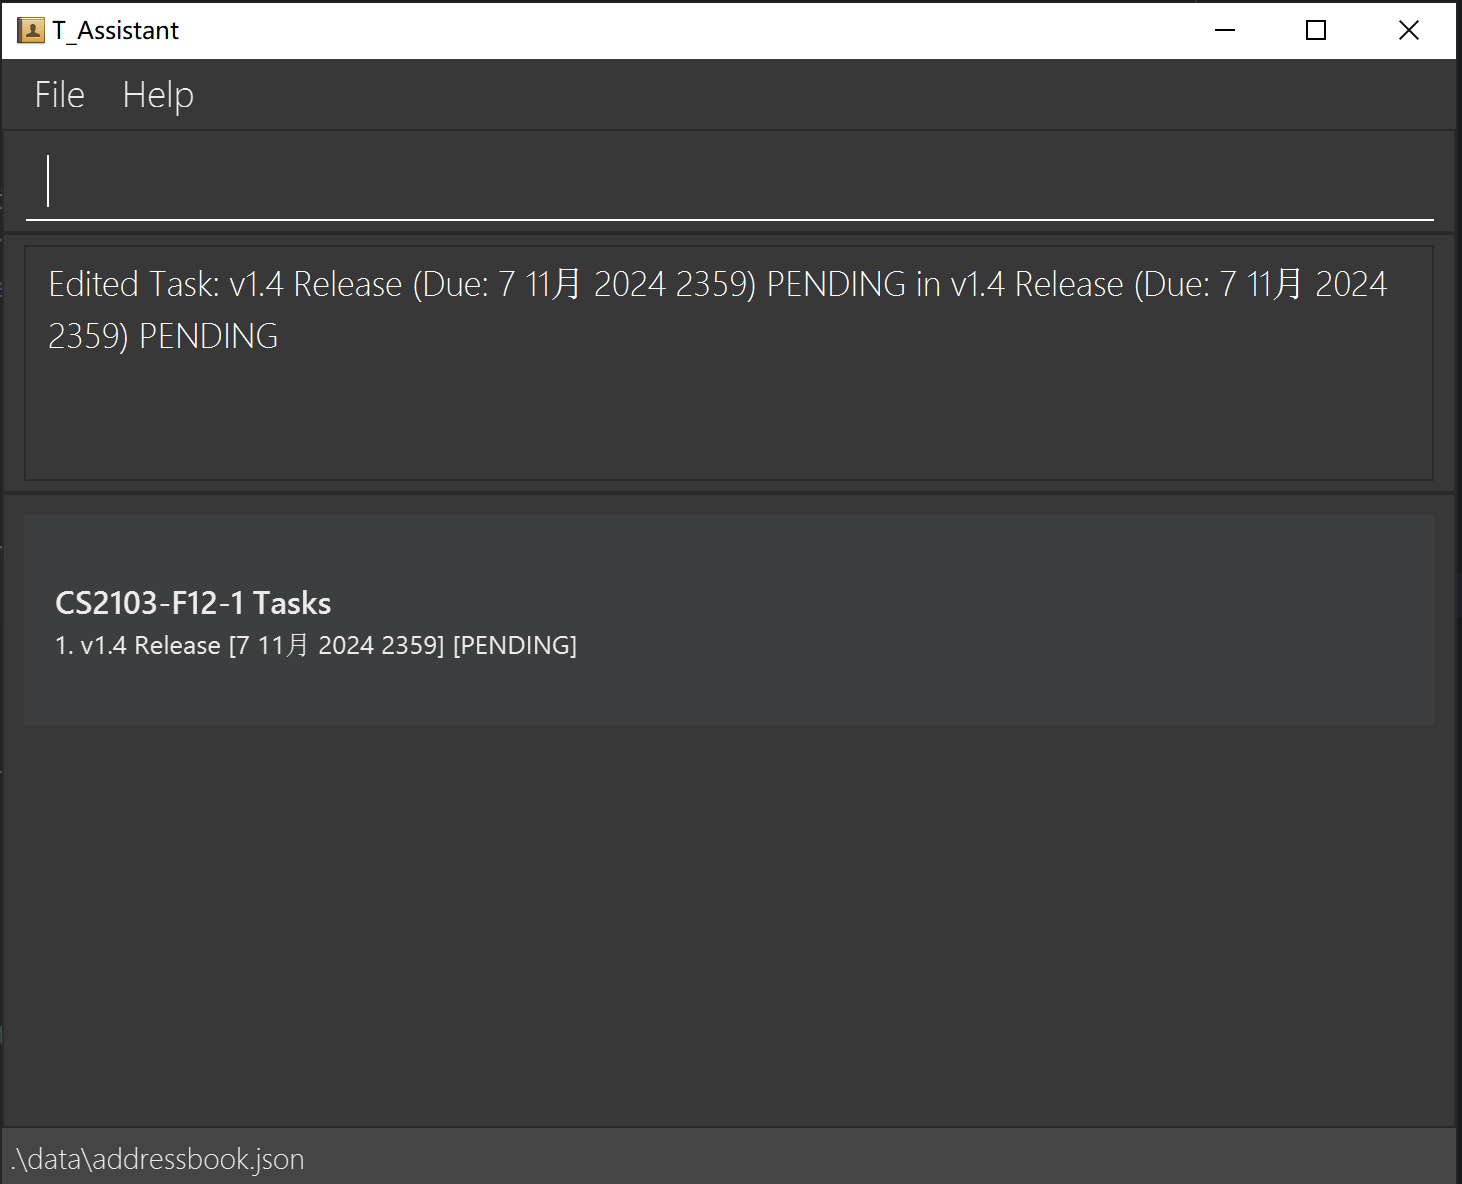 T_Assistant
File Help
Edited Task: v1.4 Release (Due: 7 11月 2024 2359) PENDING in v1.4 Release (Due: 7 11月 2024
2359) PENDING
CS2103-F12-1 Tasks
1. v1.4 Release [7 11月 2024 2359] [PENDING]
.\data\addressbook.json